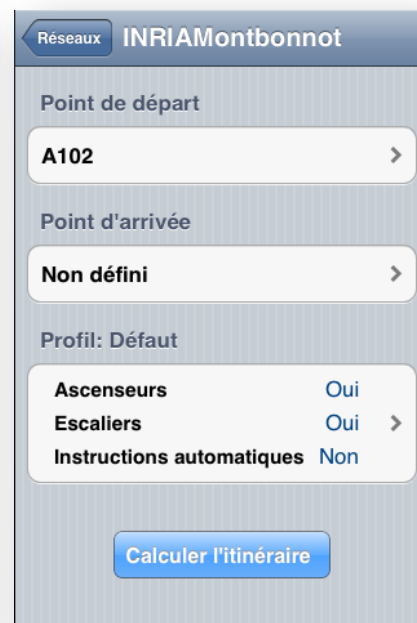 Réseaux INRIAMontbonnot
Point de départ
A102
Point d'arrivée
Non défini
Profil: Défaut
Ascenseurs Oui
Escaliers Oui
Instructions automatiques Non
Calculer l'itinéraire